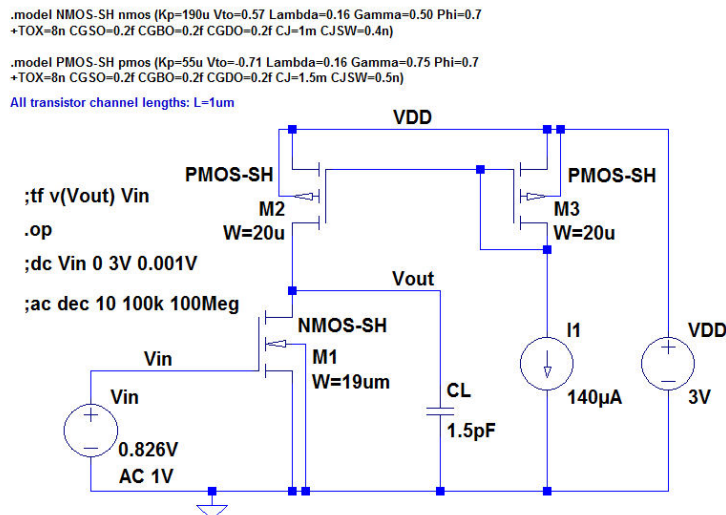 .model NMOS-SH nmos (Kp=190u Vto=0.57 Lambda=0.16 Gamma=0.50 Phi=0.7
+TOX=8n CGSO=0.2f CGBO=0.2f CGDO=0.2f CJ=1m CJSW=0.4n)
.model PMOS-SH pmos (Kp=55u Vto=-0.71 Lambda=0.16 Gamma=0.75 Phi=0.7
+TOX=8n CGSO=0.2f CGBO=0.2f CGDO=0.2f CJ=1.5m CJSW=0.5n)
All transistor channel lengths: L=1um
VDD
PMOS-SH
M2
W=20u
PMOS-SH
M3
W=20u
;tf v(Vout) Vin
.op
;dc Vin 0 3V 0.001V
;ac dec 10 100k 100Meg
Vout
NMOS-SH
M1
W=19um
Vin
Vin
0.826V
AC 1V
CL
1.5pF
I1
140µA
VDD
3V